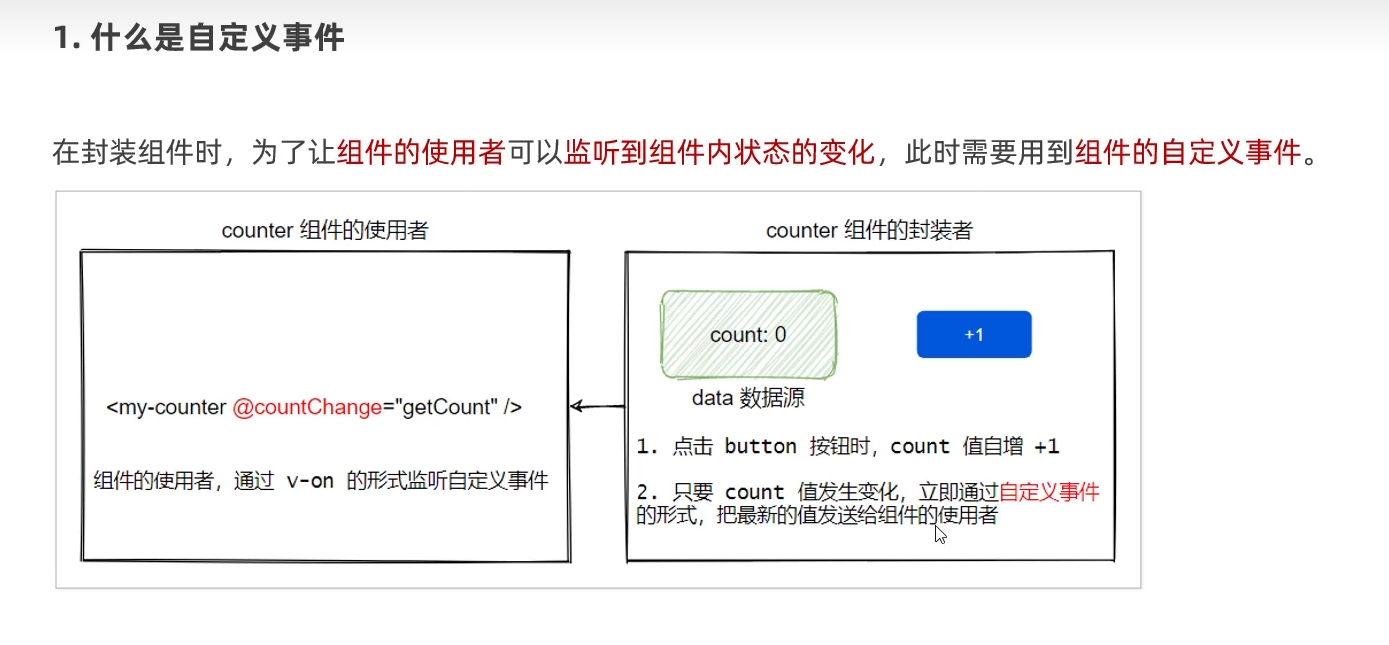 1. 什么是自定义事件
在封装组件时，为了让组件的使用者可以监听到组件内状态的变化，此时需要用到组件的自定义事件。
counter 组件的使用者
<my-counter @countChange="getCount" />
组件的使用者，通过 v-on 的形式监听自定义事件
counter 组件的封装者
count: 0
+1
data 数据源
1. 点击 button 按钮时，count 值自增 +1
2. 只要 count 值发生变化，立即通过自定义事件
的形式，把最新的值发送给组件的使用者